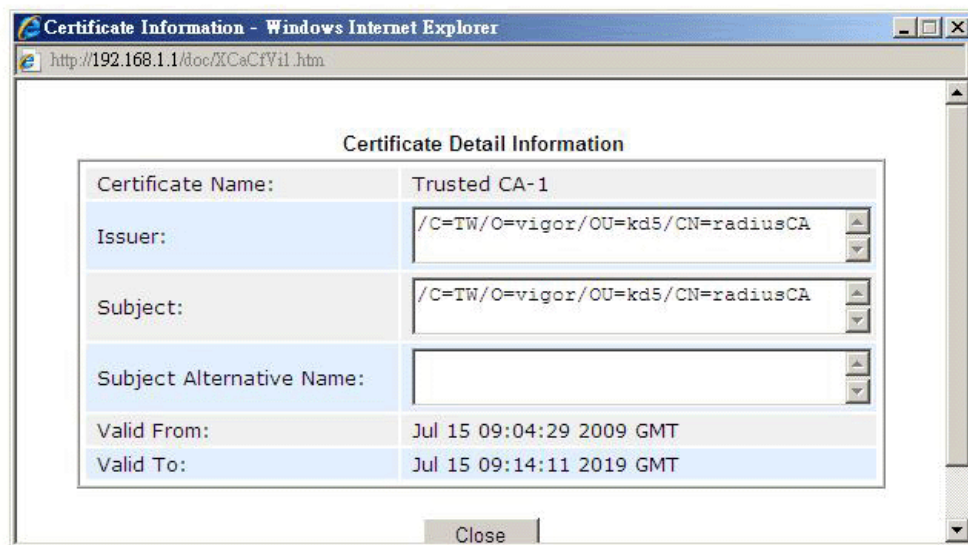 Certificate Information - Windows Internet Explorer
http://192.168.1.1/doc/XCaCfVi1.htm
Certificate Detail Information
Certificate Name: Trusted CA-1
Issuer: /C=TW/O=vigor/OU=kd5/CN=radiusCA
Subject: /C=TW/O=vigor/OU=kd5/CN=radiusCA
Subject Alternative Name:
Valid From: Jul 15 09:04:29 2009 GMT
Valid To: Jul 15 09:14:11 2019 GMT
Close